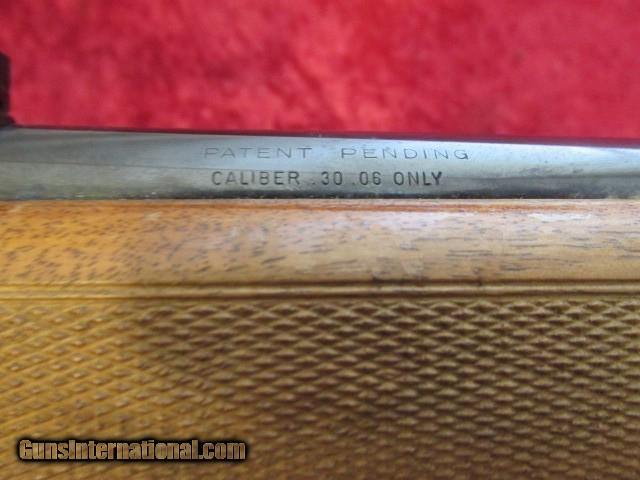 PATENT PENDING
CALIBER .30 .06 ONLY
GunsInternational.com